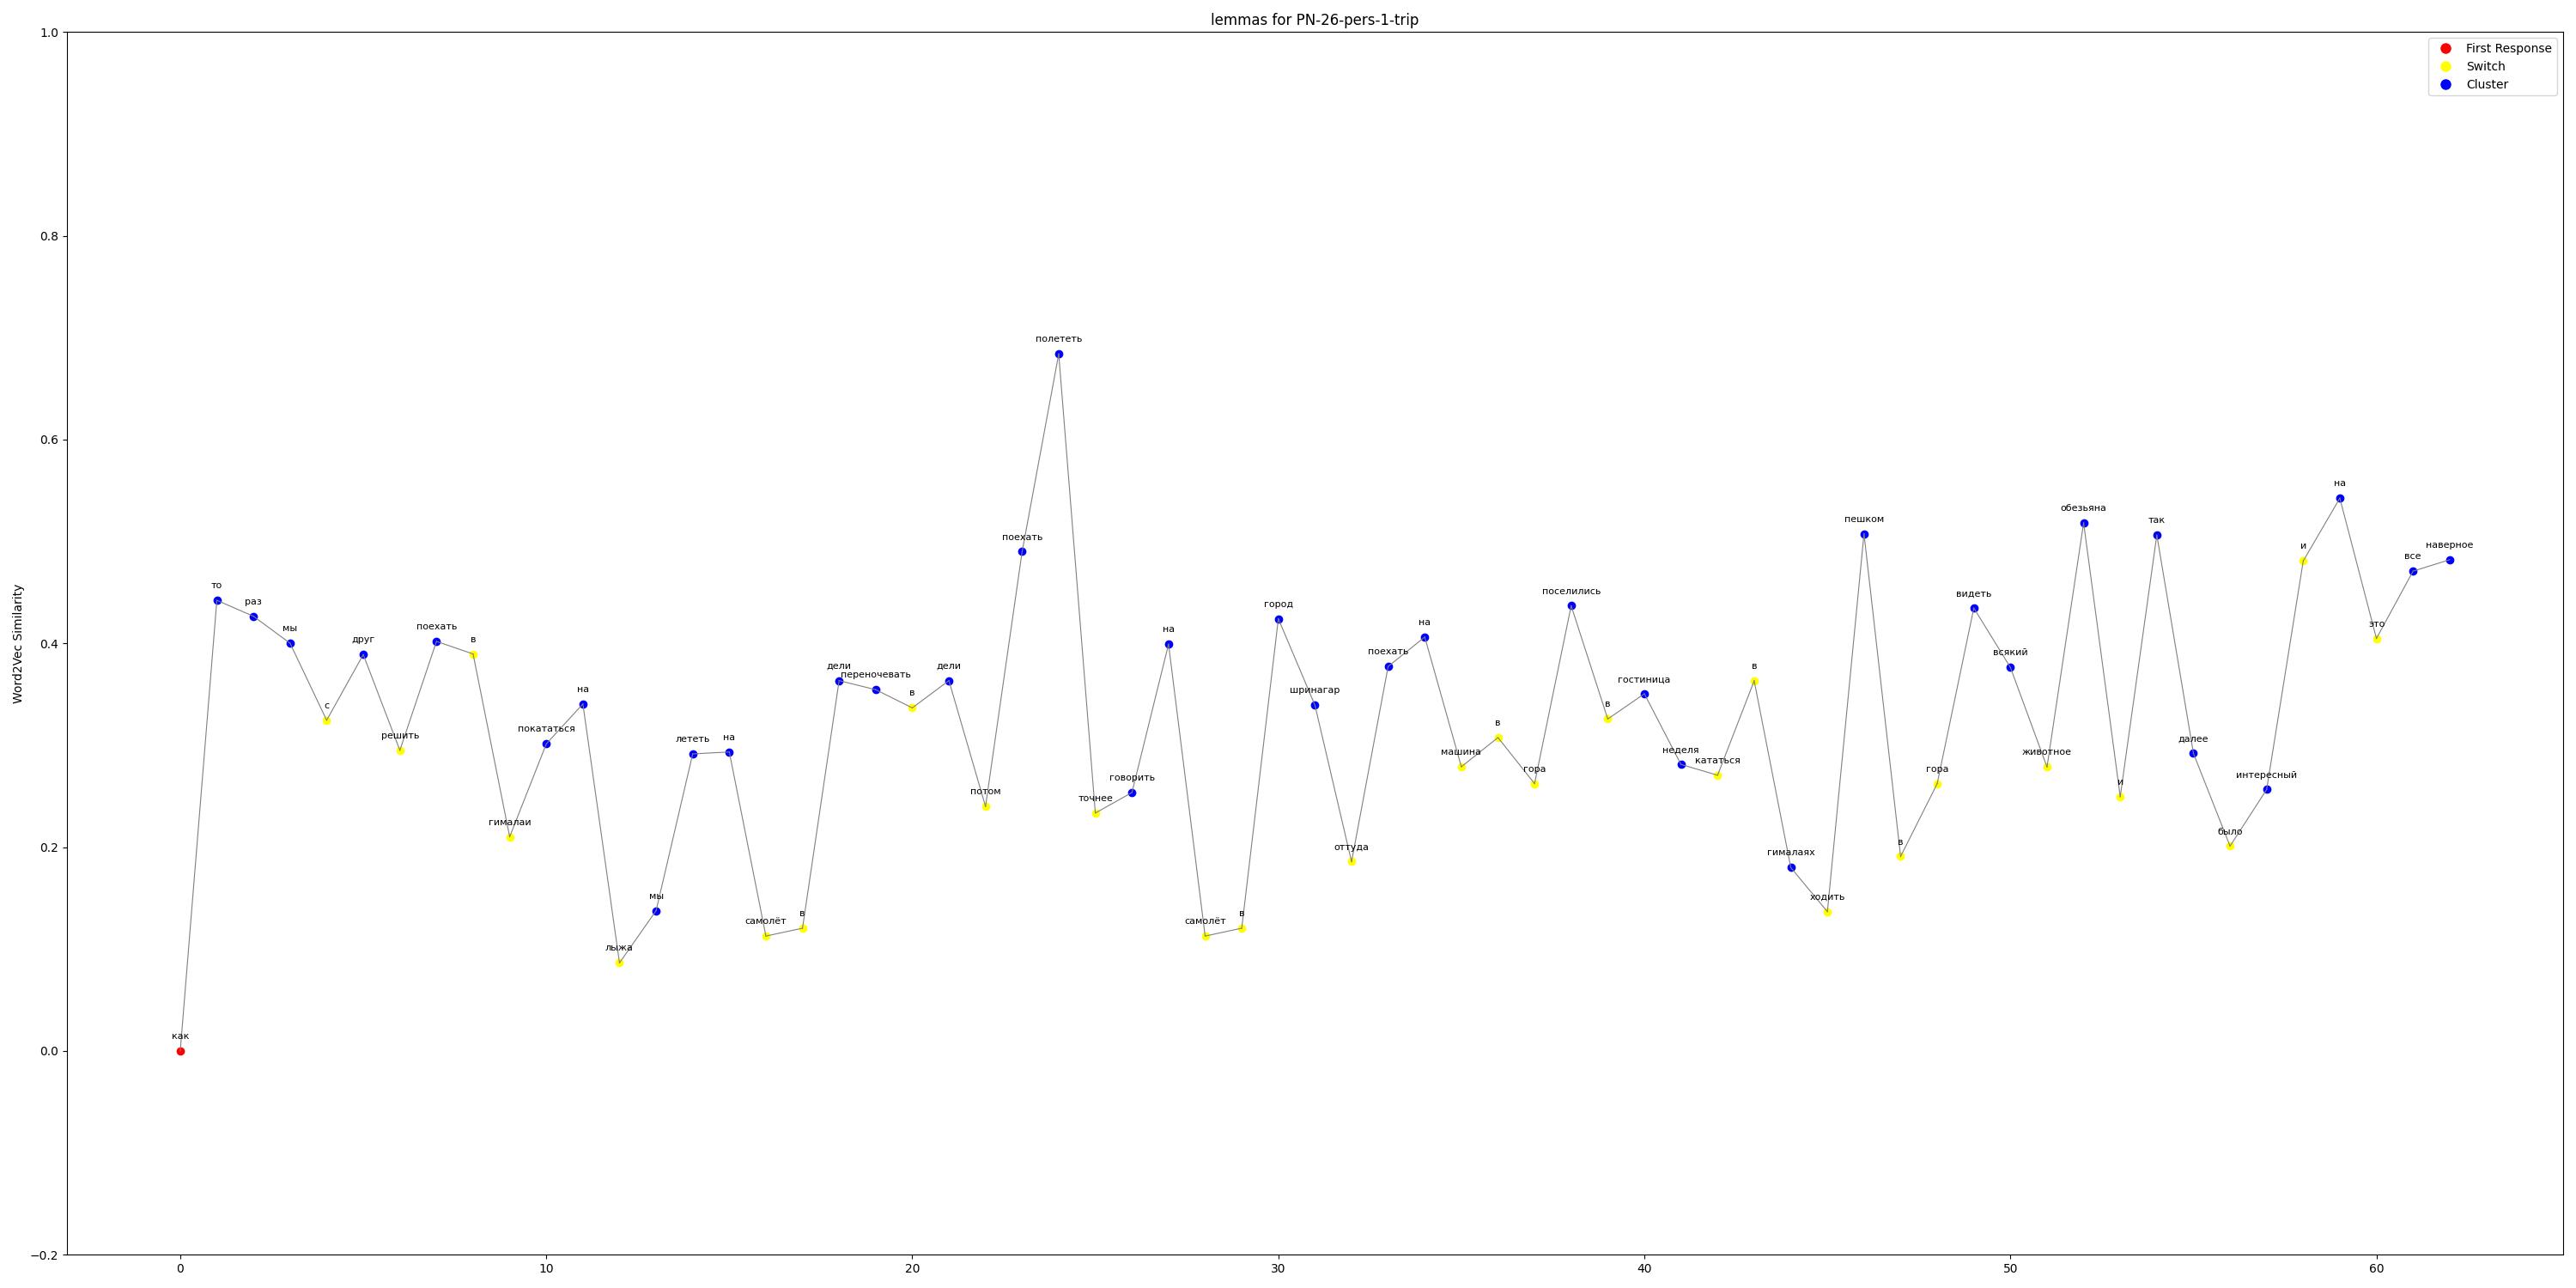 lemmas for PN-26-pers-1-trip
First Response
Switch
Cluster
Word2Vec Similarity
1.0
0.8
0.6
0.4
0.2
0.0
−0.2
как
то
раз
мы
с
друг
решить
поехать
в
гималаи
покататься
на
лыжа
мы
лететь
на
самолёт
в
дели
переночевать
в
дели
потом
поехать
полететь
точнее
говорить
на
самолёт
в
город
шринагар
оттуда
поехать
на
машина
в
гора
поселились
в
гостиница
неделя
кататься
в
гималаях
ходить
пешком
в
гора
видеть
всякий
животное
обезьяна
и
так
далее
было
интересный
и
на
это
все
наверное
0
10
20
30
40
50
60